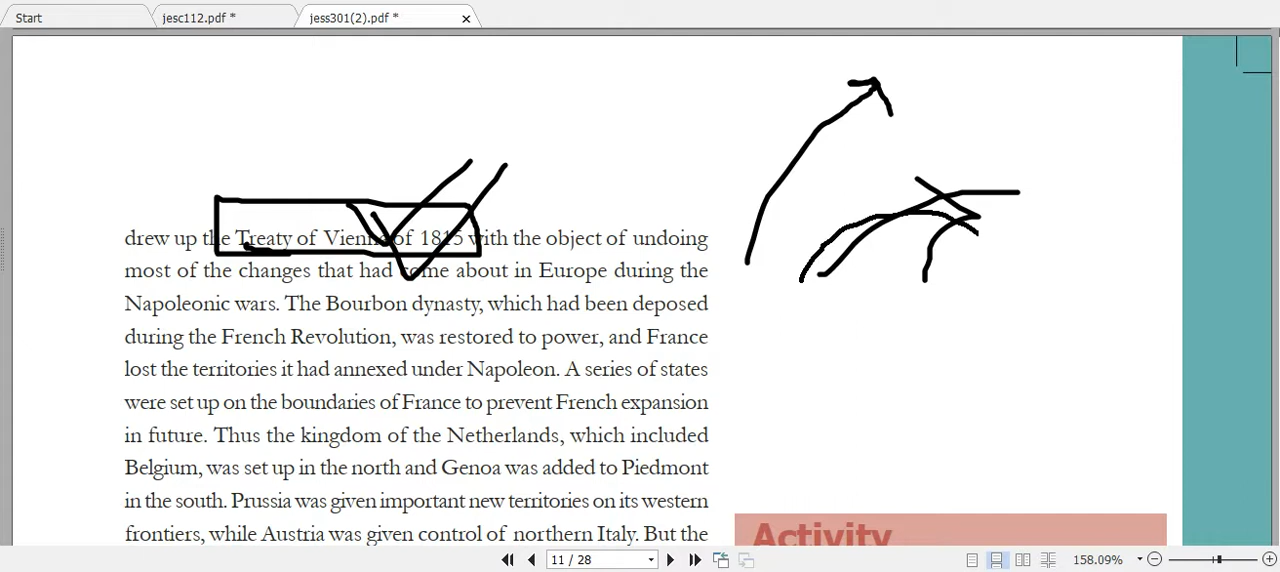 Start
jesc112.pdf *
jess301(2).pdf *
drew up the Treaty of Vienna of 1815 with the object of undoing
most of the changes that had come about in Europe during the
Napoleonic wars. The Bourbon dynasty, which had been deposed
during the French Revolution, was restored to power, and France
lost the territories it had annexed under Napoleon. A series of states
were set up on the boundaries of France to prevent French expansion
in future. Thus the kingdom of the Netherlands, which included
Belgium, was set up in the north and Genoa was added to Piedmont
in the south. Prussia was given important new territories on its western
frontiers, while Austria was given control of northern Italy. But the
Activity
11 / 28
158.09%